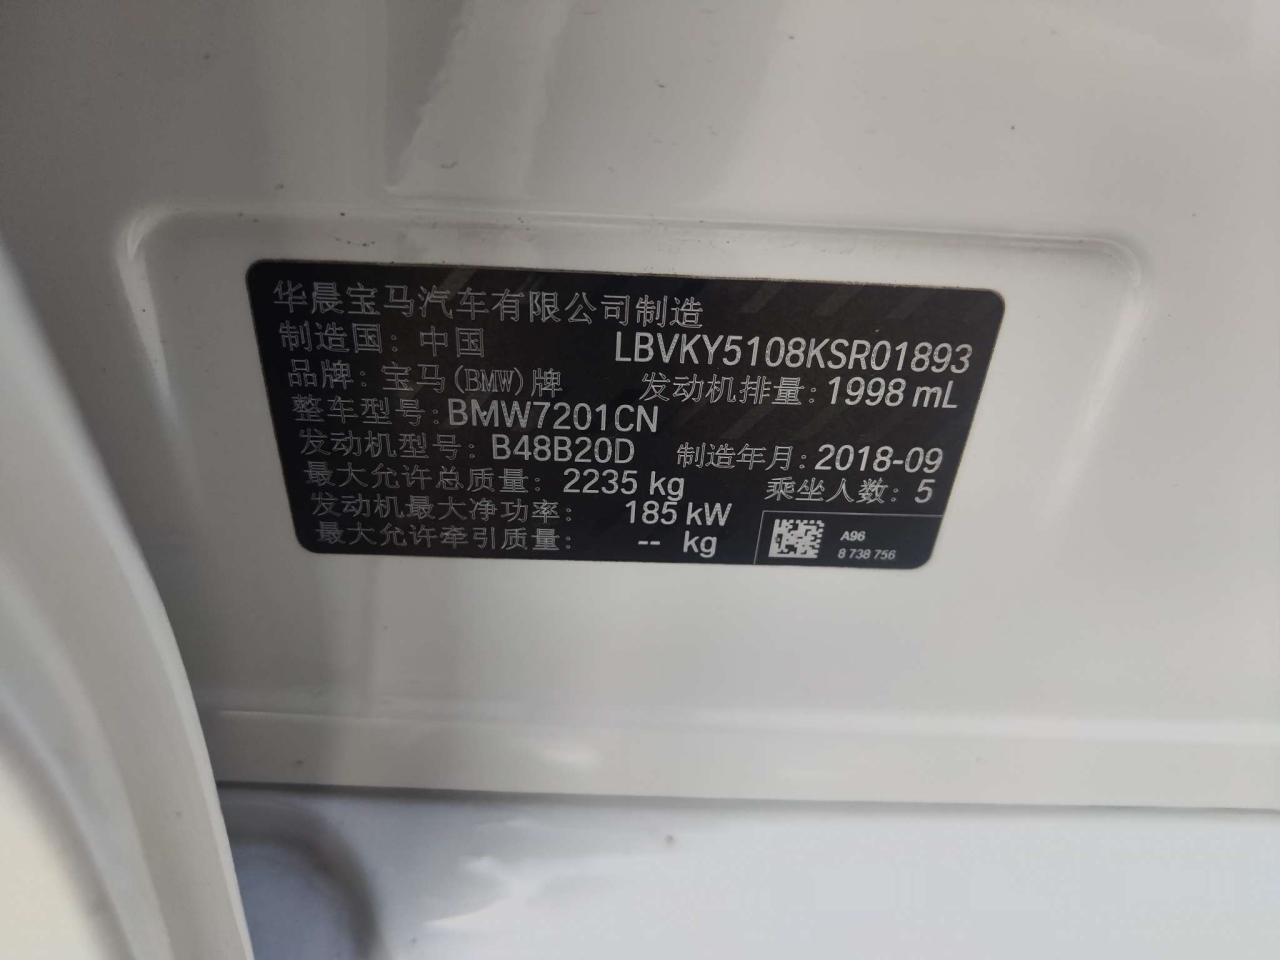 华晨宝马汽车有限公司制造
制造国：中国 LBVKY5108KSR01893
品牌：宝马(BMW)牌 发动机排量：1998 mL
整车型号：BMW7201CN
发动机型号：B48B20D 制造年月：2018-09
最大允许总质量：2235 kg 乘坐人数：5
发动机最大净功率：185 kW
最大允许牵引质量：-- kg
A96
8 738 756